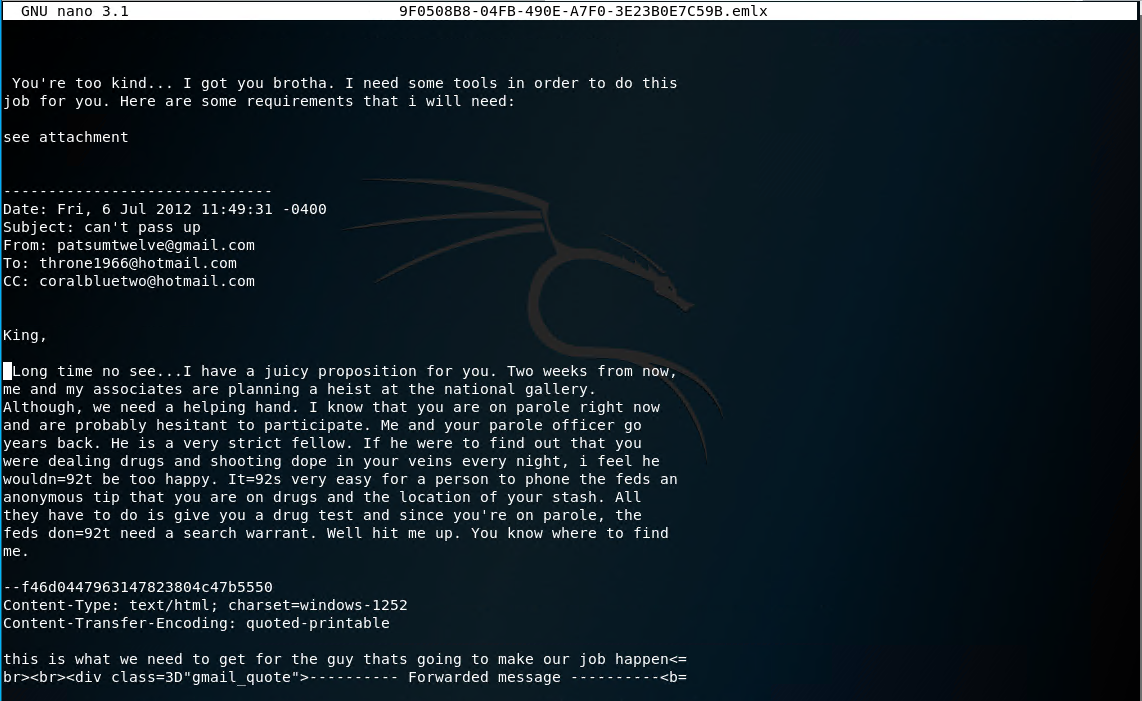 GNU nano 3.1 9F0508B8-04FB-490E-A7F0-3E23B0E7C59B.emlx
You're too kind... I got you brotha. I need some tools in order to do this
job for you. Here are some requirements that i will need:
see attachment
------------------------------
Date: Fri, 6 Jul 2012 11:49:31 -0400
Subject: can't pass up
From: patsumtwelve@gmail.com
To: throne1966@hotmail.com
CC: coralbluetwo@hotmail.com
King,
Long time no see...I have a juicy proposition for you. Two weeks from now,
me and my associates are planning a heist at the national gallery.
Although, we need a helping hand. I know that you are on parole right now
and are probably hesitant to participate. Me and your parole officer go
years back. He is a very strict fellow. If he were to find out that you
were dealing drugs and shooting dope in your veins every night, i feel he
wouldn=92t be too happy. It=92s very easy for a person to phone the feds an
anonymous tip that you are on drugs and the location of your stash. All
they have to do is give you a drug test and since you're on parole, the
feds don=92t need a search warrant. Well hit me up. You know where to find
me.
--f46d0447963147823804c47b5550
Content-Type: text/html; charset=windows-1252
Content-Transfer-Encoding: quoted-printable
this is what we need to get for the guy thats going to make our job happen<=
br><br><div class=3D"gmail_quote">---------- Forwarded message ----------<b=